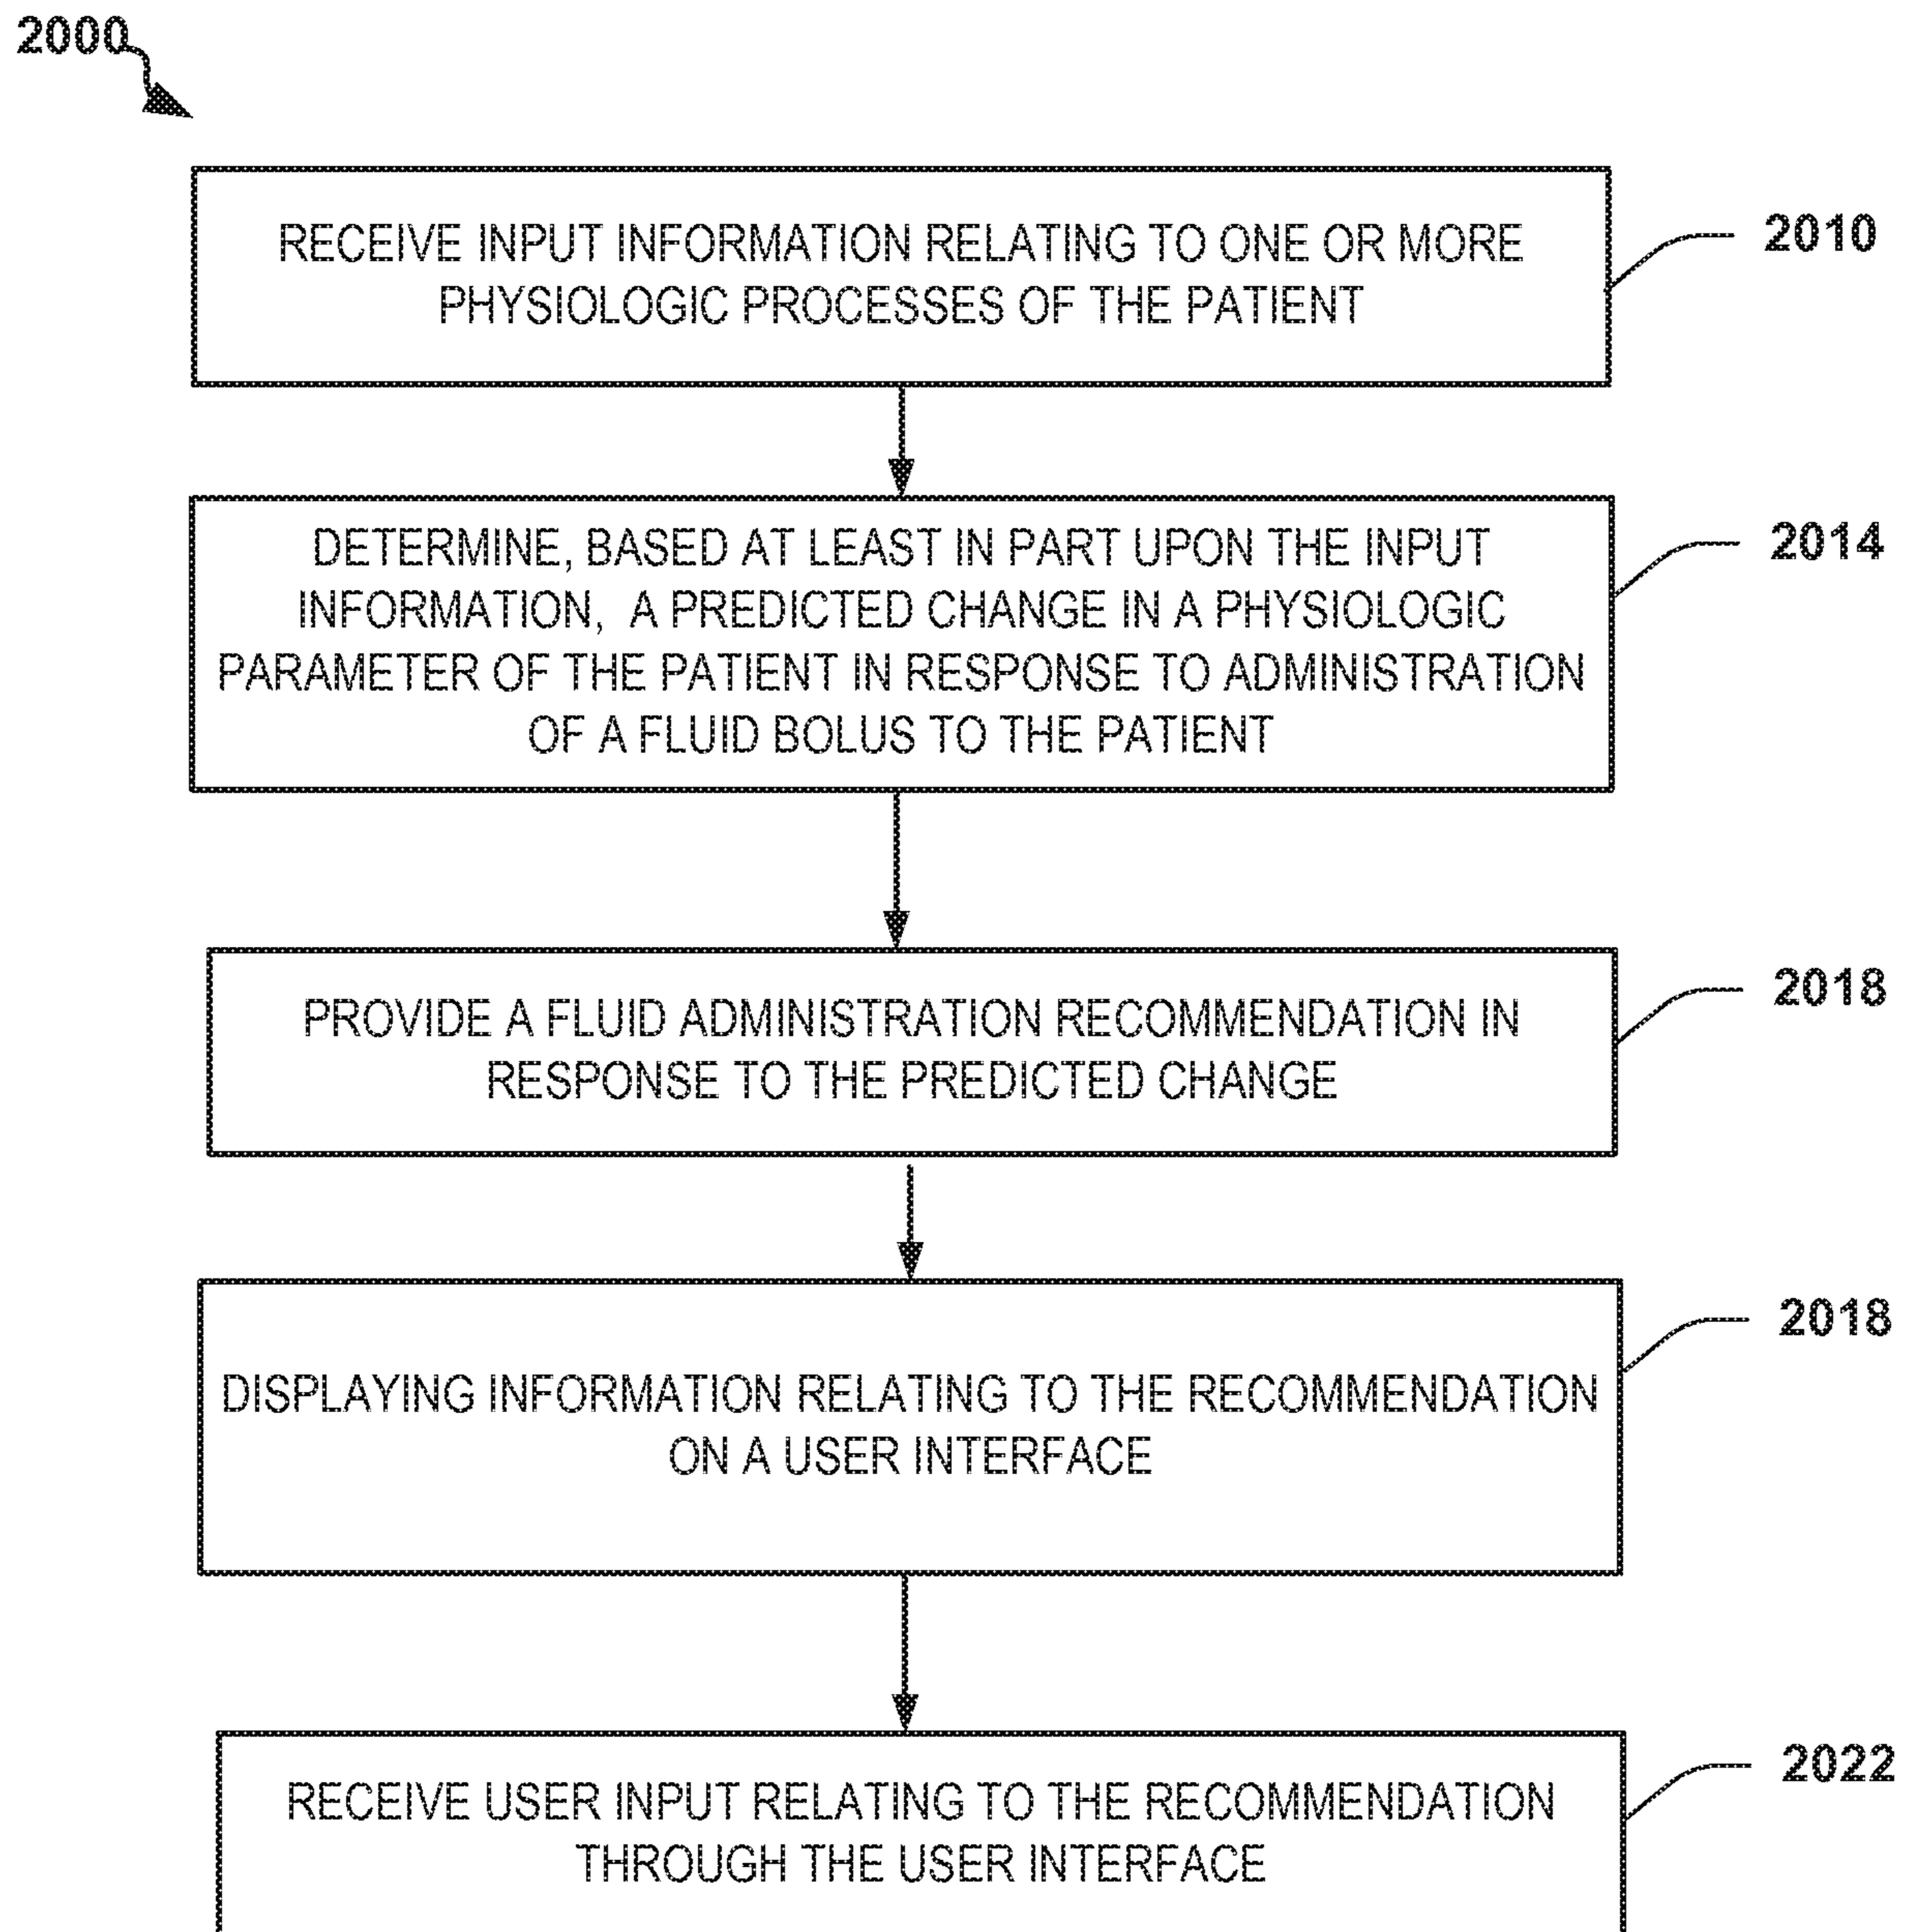 2000
RECEIVE INPUT INFORMATION RELATING TO ONE OR MORE
PHYSIOLOGIC PROCESSES OF THE PATIENT
2010
DETERMINE, BASED AT LEAST IN PART UPON THE INPUT
INFORMATION, A PREDICTED CHANGE IN A PHYSIOLOGIC
PARAMETER OF THE PATIENT IN RESPONSE TO ADMINISTRATION
OF A FLUID BOLUS TO THE PATIENT
2014
PROVIDE A FLUID ADMINISTRATION RECOMMENDATION IN
RESPONSE TO THE PREDICTED CHANGE
2018
DISPLAYING INFORMATION RELATING TO THE RECOMMENDATION
ON A USER INTERFACE
2018
RECEIVE USER INPUT RELATING TO THE RECOMMENDATION
THROUGH THE USER INTERFACE
2022